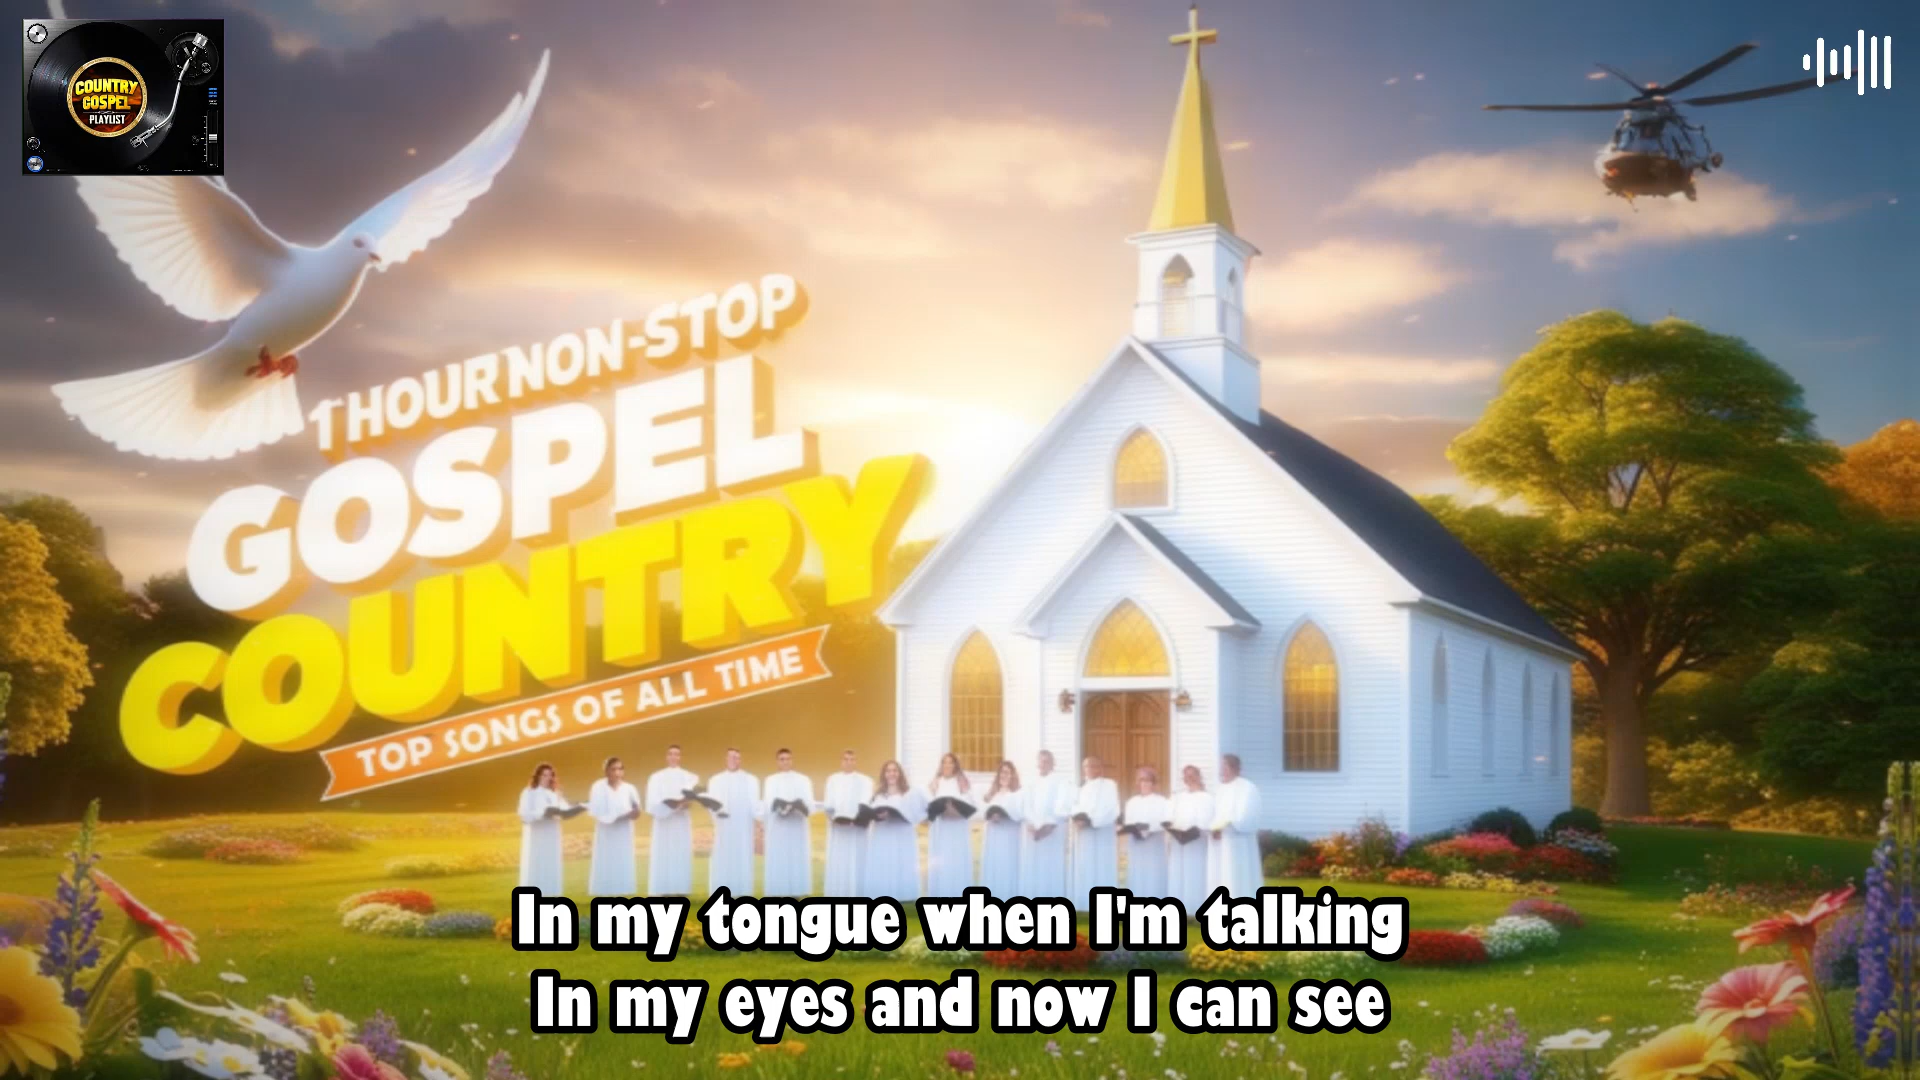 COUNTRY
GOSPEL
PLAYLIST
1 HOUR NON-STOP
GOSPEL
COUNTRY
TOP SONGS OF ALL TIME
In my tongue when I'm talking
In my eyes and now I can see